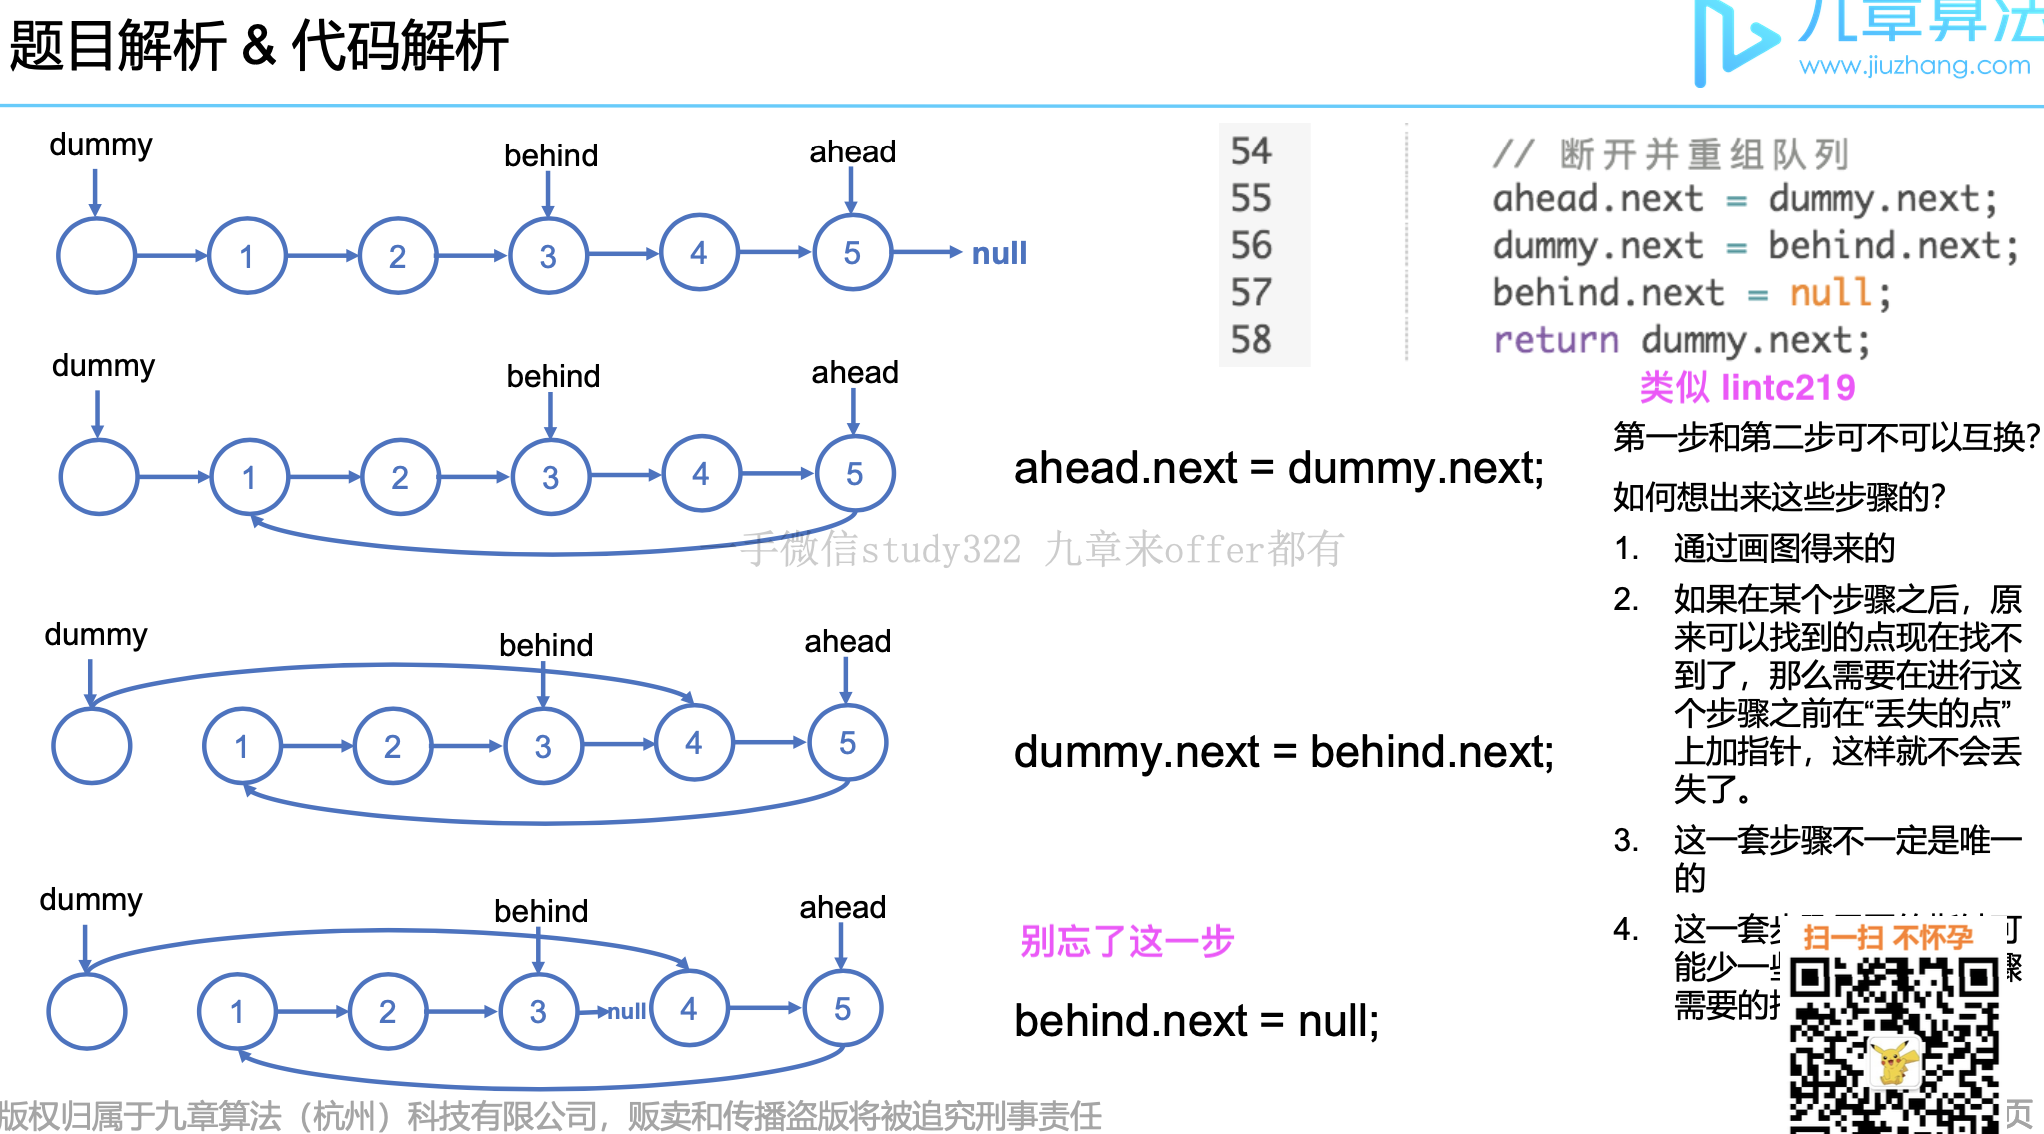 题目解析 & 代码解析
九章算法
www.jiuzhang.com
dummy
behind
ahead
1
2
3
4
5
null
54
55
56
57
58
// 断开并重组队列
ahead.next = dummy.next;
dummy.next = behind.next;
behind.next = null;
return dummy.next;
类似 lintc219
dummy
behind
ahead
1
2
3
4
5
ahead.next = dummy.next;
手微信study322 九章来offer都有
第一步和第二步可不可以互换?
如何想出来这些步骤的?
1. 通过画图得来的
2. 如果在某个步骤之后，原
来可以找到的点现在找不
到了，那么需要在进行这
个步骤之前在“丢失的点”
上加指针，这样就不会丢
失了。
3. 这一套步骤不一定是唯一
的
4. 这一套
能少一
需要的
dummy
behind
ahead
1
2
3
4
5
dummy.next = behind.next;
dummy
behind
ahead
1
2
3
null
4
5
别忘了这一步
behind.next = null;
扫一扫 不怀孕
版权归属于九章算法（杭州）科技有限公司，贩卖和传播盗版将被追究刑事责任
页